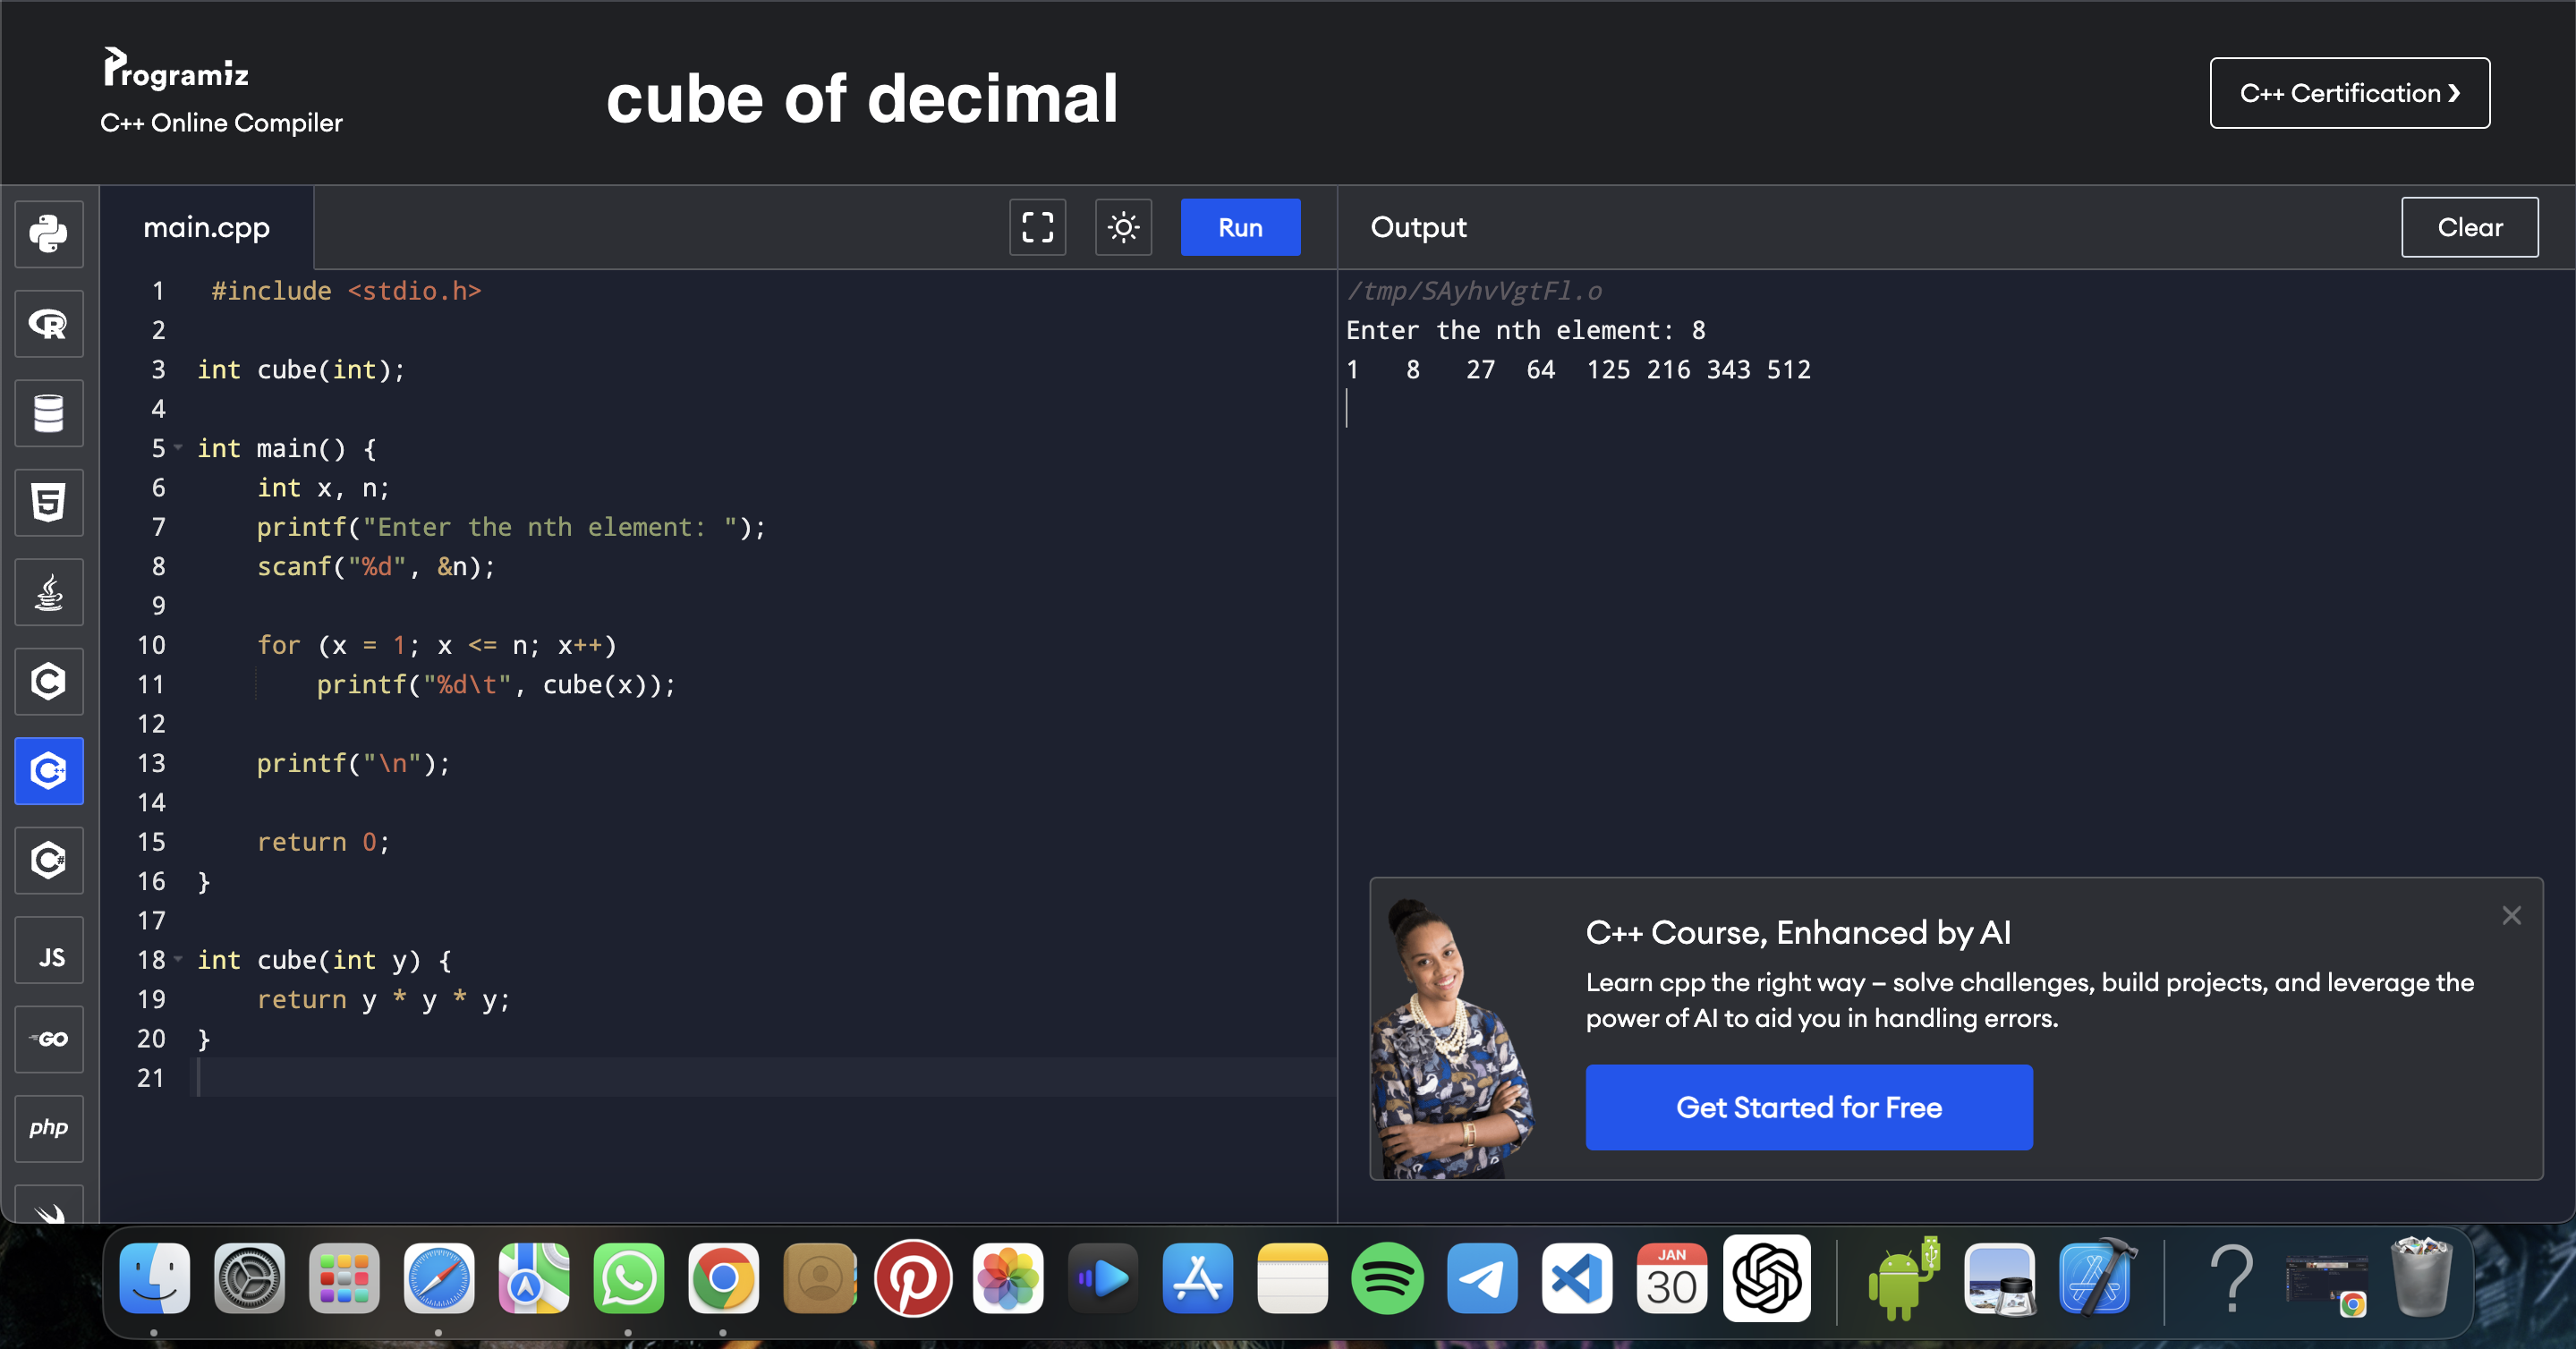 Programiz
C++ Online Compiler
cube of decimal
C++ Certification ❯
main.cpp
Run
Output
Clear
1 #include <stdio.h>
2
3 int cube(int);
4
5 int main() {
6 int x, n;
7 printf("Enter the nth element: ");
8 scanf("%d", &n);
9
10 for (x = 1; x <= n; x++)
11 printf("%d\t", cube(x));
12
13 printf("\n");
14
15 return 0;
16 }
17
18 int cube(int y) {
19 return y * y * y;
20 }
21
/tmp/SAyhvVgtFl.o
Enter the nth element: 8
1 8 27 64 125 216 343 512
R
5
C
C++
C#
JS
GO
php
C++ Course, Enhanced by AI
Learn cpp the right way – solve challenges, build projects, and leverage the
power of AI to aid you in handling errors.
Get Started for Free
JAN
30